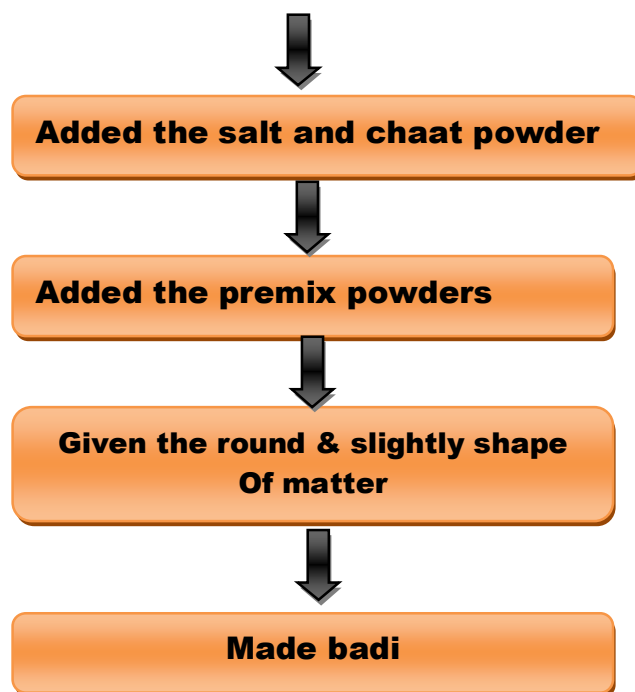 Added the salt and chaat powder
Added the premix powders
Given the round & slightly shape
Of matter
Made badi